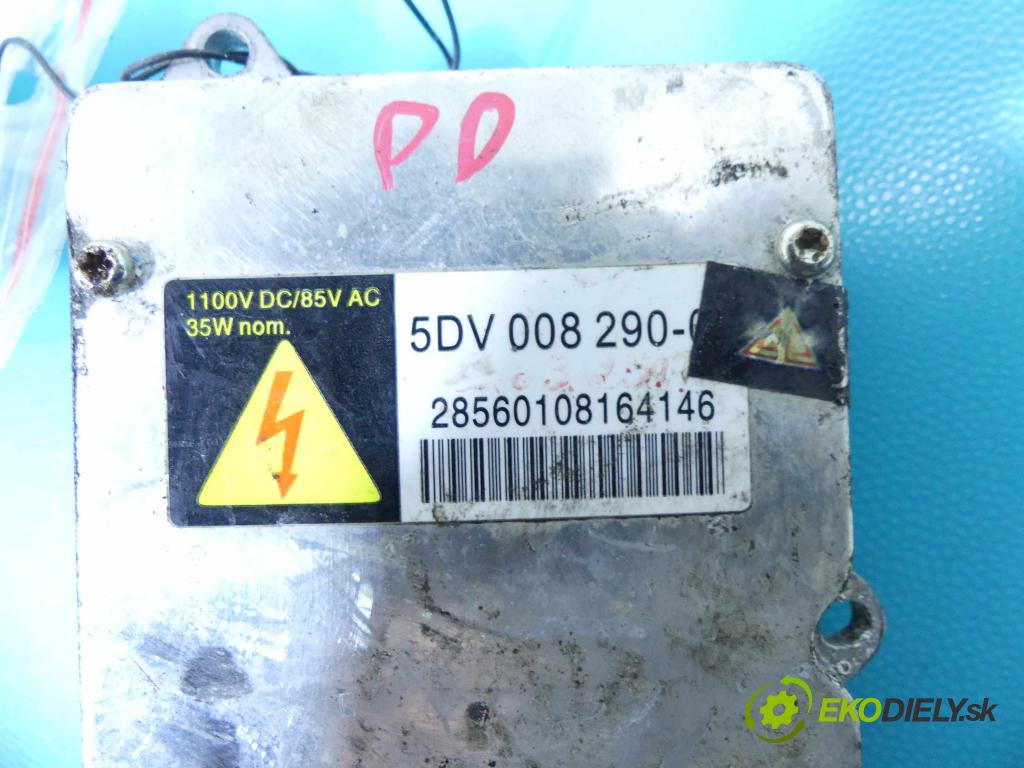 PD
1100V DC/85V AC
35W nom.
5DV 008 290-
28560108164146
EKODIELY.sk